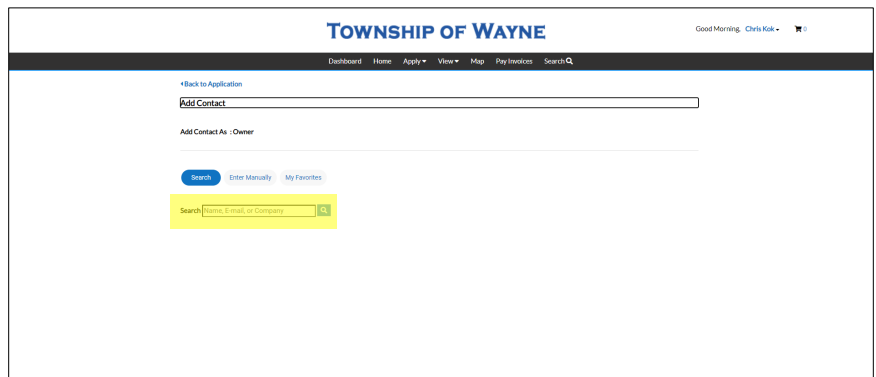 TOWNSHIP OF WAYNE
Good Morning, Chris Kok
0
Dashboard Home Apply View Map Pay Invoices Search
Back to Application
Add Contact
Add Contact As : Owner
Search Enter Manually My Favorites
Search Name, E-mail, or Company